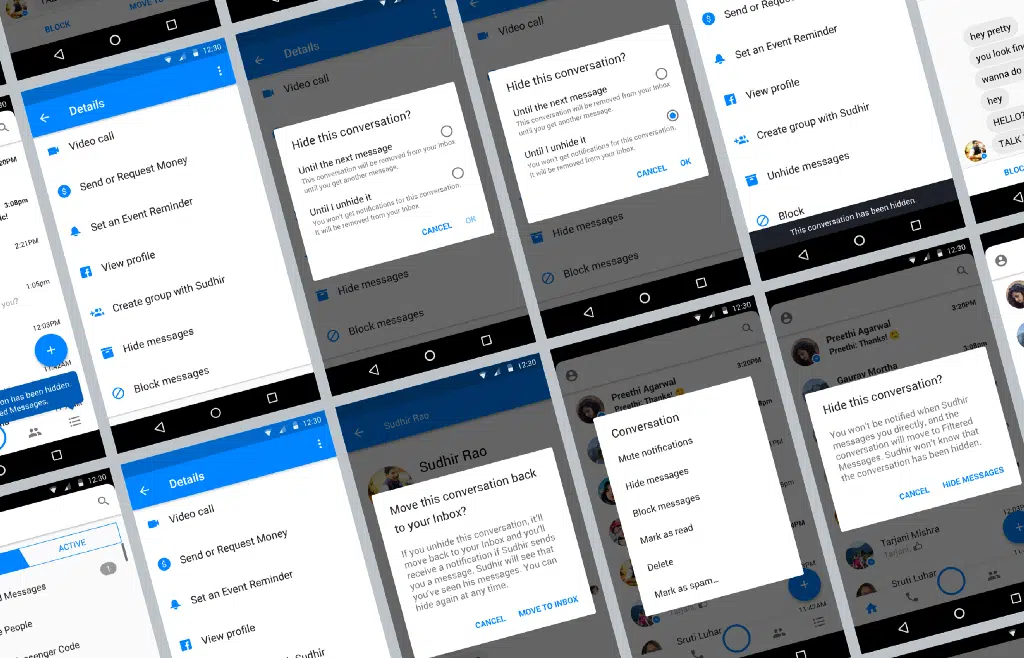 BLOCK
MOVE TO
12:30
Details
Video call
Send or Request Money
Set an Event Reminder
View profile
Create group with Sudhir
Hide messages
Block messages
Details
Video call
Hide this conversation?
Until the next message
This conversation will be removed from your inbox
until you get another message.
Until I unhide it
You won't get notifications for this conversation.
It will be removed from your Inbox
CANCEL
OK
Hide messages
Block messages
Video call
Hide this conversation?
Until the next message
This conversation will be removed from your Inbox
until you get another message.
Until I unhide it
You won't get notifications for this conversation.
It will be removed from your Inbox.
CANCEL
OK
Hide messages
Block messages
Send or Request
Set an Event Reminder
View profile
Create group with Sudhir
Unhide messages
Block
This conversation has been hidden.
hey pretty
you look
wanna do
hey
TALK
3:08pm
2:21PM
1:05pm
you?
12:03PM
11:42AM
has been hidden.
Messages.
12:30
ACTIVE
1
Messages
People
Code
12:30
Details
Video call
Send or Request Money
Set an Event Reminder
View profile
Sudhir
12:30
Sudhir Rao
Sudhir Rao
Move this conversation back
to your Inbox?
If you unhide this conversation, it'll
move back to your Inbox and you'll
receive a notification if Sudhir sends
you a message. Sudhir will see that
you've seen his messages. You can
hide again at any time.
CANCEL
MOVE TO INBOX
12:30
Preethi Agarwal
Preethi: Thanks!
3:20PM
Conversation
Mute notifications
Hide messages
Block messages
Mark as read
Delete
Mark as spam...
11:42AM
Sruti Luhar
12:30
Preethi Agarwal
Preethi: Thanks! 😋
3:20PM
Gaurav Mortha
3:08pm
Hide this conversation?
You won't be notified when Sudhir
messages you directly, and the
conversation will move to Filtered
Messages. Sudhir won't know that
the conversation has been hidden.
CANCEL
HIDE MESSAGES
Tarjani Mishra
Tarjani:
Sruti Luhar